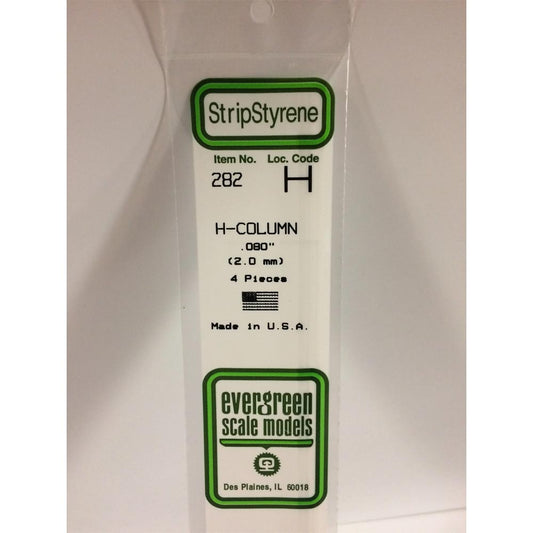 StripStyrene
Item No. Loc. Code
282 H
H-COLUMN
.080"
(2.0 mm)
4 Pieces
Made in U.S.A.
evergreen
scale models
Des Plaines, IL 60018